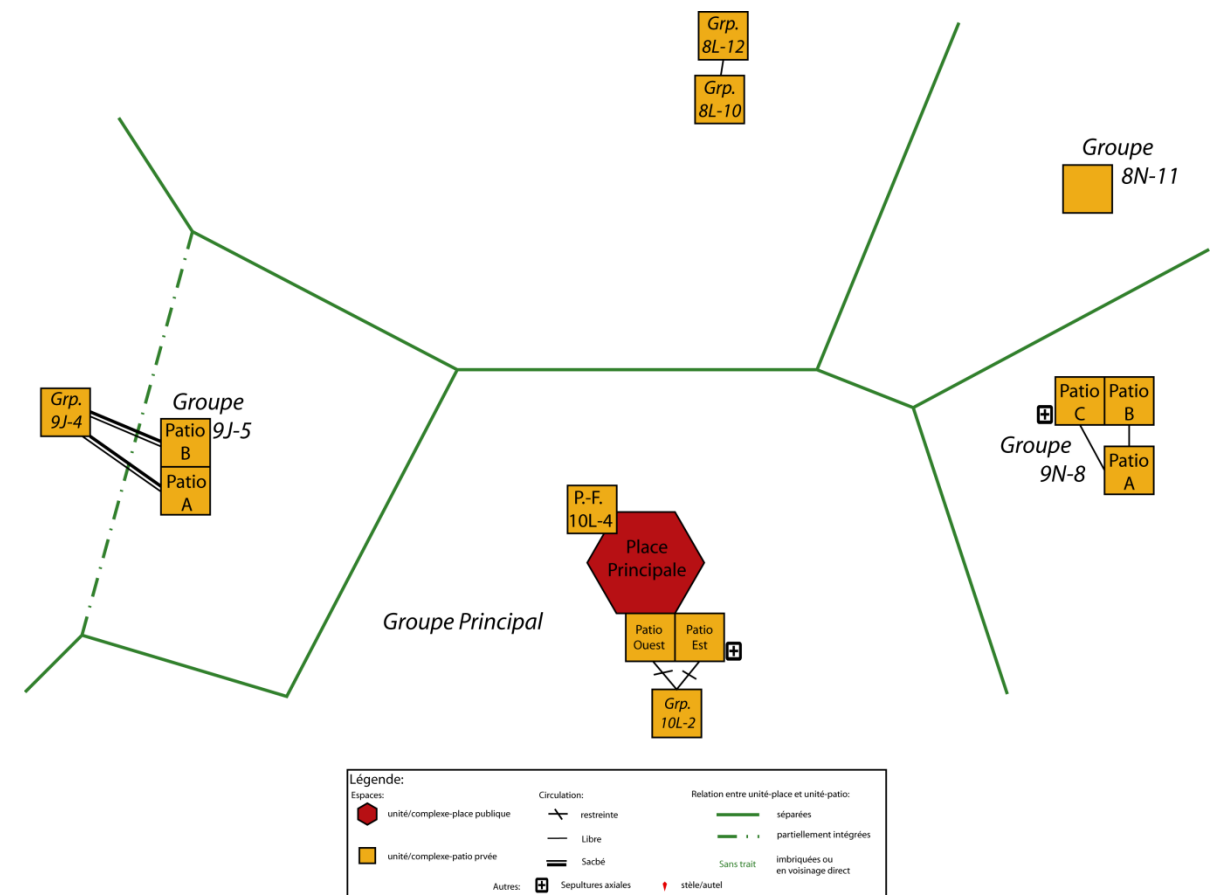 Grp.
8L-12
Grp.
8L-10
Groupe
8N-11
Grp.
9J-4
Groupe
9J-5
Patio
B
Patio
A
Patio
C
Patio
B
Groupe
9N-8
Patio
A
P.-F.
10L-4
Place
Principale
Groupe Principal
Patio
Ouest
Patio
Est
Grp.
10L-2
Légende:
Espaces:
unité/complexe-place publique
unité/complexe-patio prvée
Circulation:
restreinte
Libre
Sacbé
Relation entre unité-place et unité-patio:
séparées
partiellement intégrées
Sans trait
imbriquées ou
en voisinage direct
Autres:
Sepultures axiales
stèle/autel